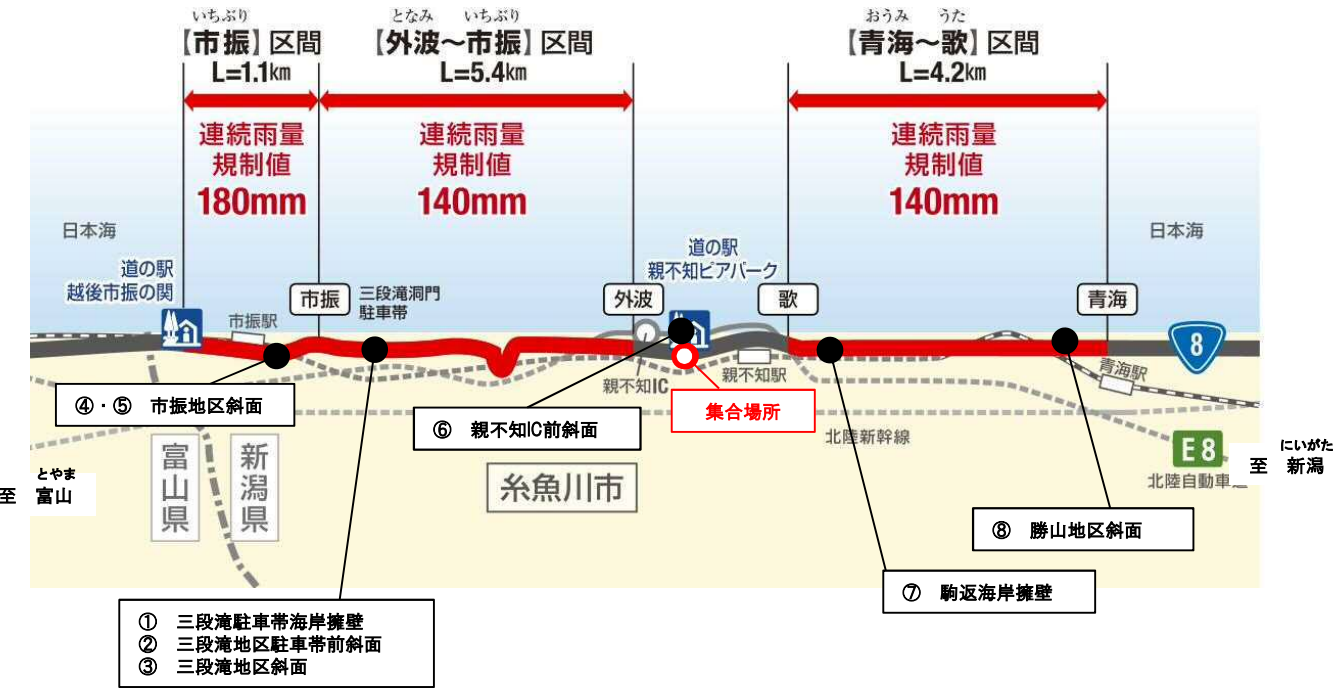 いちぶり
【市振】区間
L=1.1km
となみ いちぶり
【外波～市振】区間
L=5.4km
おうみ うた
【青海～歌】区間
L=4.2km
連続雨量
規制値
180mm
連続雨量
規制値
140mm
連続雨量
規制値
140mm
日本海
日本海
道の駅
越後市振の関
道の駅
親不知ピアパーク
市振
三段滝洞門
駐車帯
外波
歌
青海
市振駅
8
親不知IC
親不知駅
青海駅
④・⑤ 市振地区斜面
⑥ 親不知IC前斜面
集合場所
北陸新幹線
E8
北陸自動車道
とやま
至 富山
にいがた
至 新潟
富山県
新潟県
糸魚川市
⑧ 勝山地区斜面
⑦ 駒返海岸擁壁
① 三段滝駐車帯海岸擁壁
② 三段滝地区駐車帯前斜面
③ 三段滝地区斜面